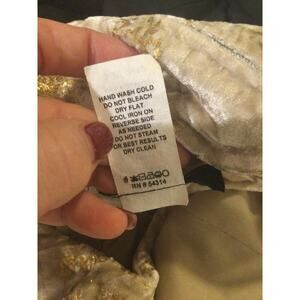 HAND WASH COLD
DO NOT BLEACH
DRY FLAT
COOL IRON ON
REVERSE SIDE
AS NEEDED
DO NOT STEAM
FOR BEST RESULTS
DRY CLEAN
RN # 54314